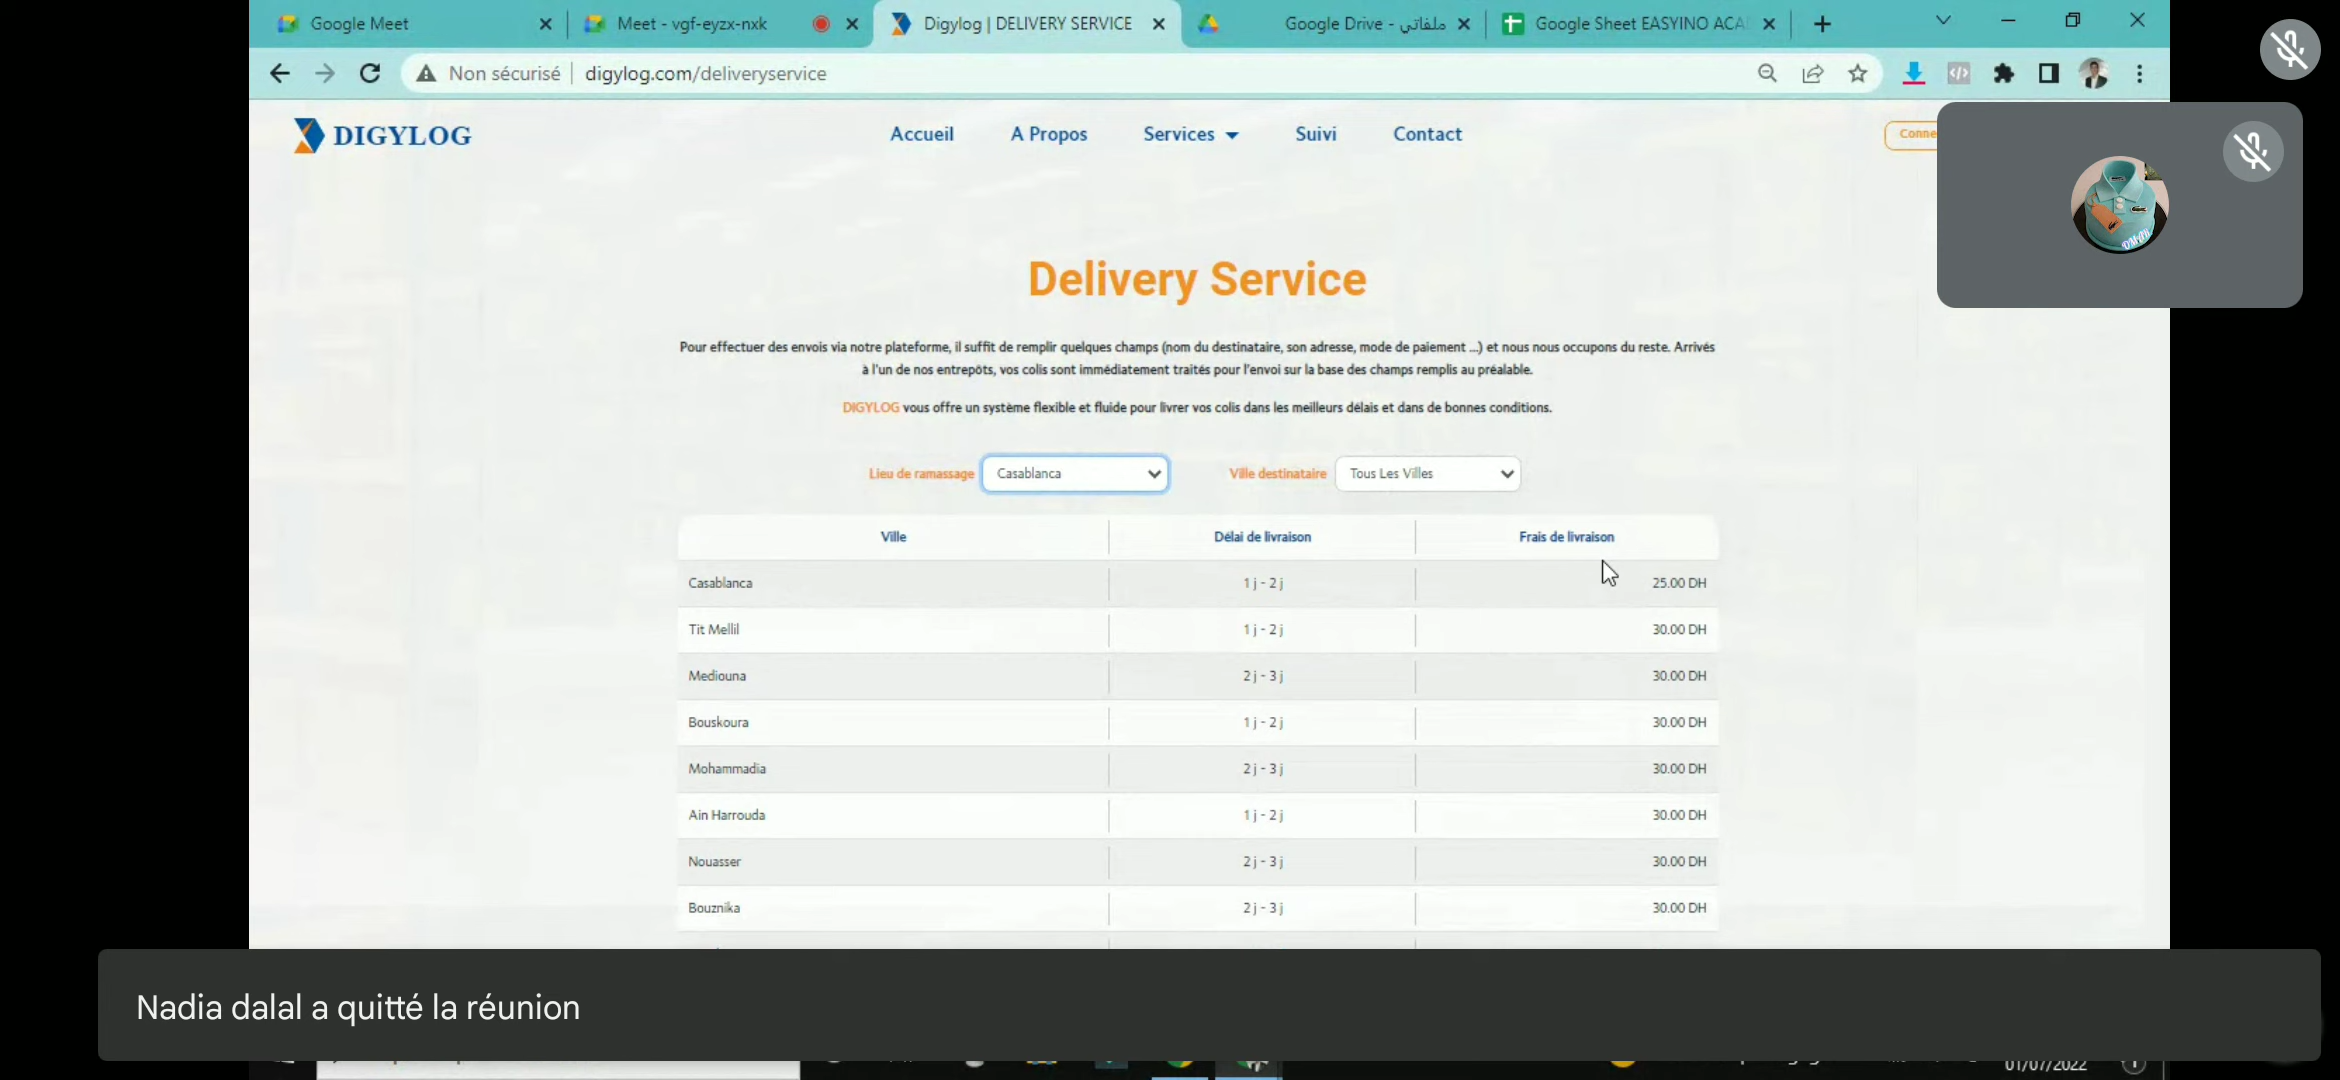 Google Meet
Meet - vgf-eyzx-nxk
Digylog | DELIVERY SERVICE
Google Drive - ملفاتي
Google Sheet EASYINO ACA
Non sécurisé
digylog.com/deliveryservice
DIGYLOG
Accueil
A Propos
Services
Suivi
Contact
Conne
Delivery Service
Pour effectuer des envois via notre plateforme, il suffit de remplir quelques champs (nom du destinataire, son adresse, mode de paiement ...) et nous nous occupons du reste. Arrivés
à l'un de nos entrepôts, vos colis sont immédiatement traités pour l'envoi sur la base des champs remplis au préalable.
DIGYLOG vous offre un système flexible et fluide pour livrer vos colis dans les meilleurs délais et dans de bonnes conditions.
Lieu de ramassage Casablanca Ville destinataire Tous Les Villes
Ville Délai de livraison Frais de livraison
Casablanca 1 j - 2 j 25.00 DH
Tit Mellil 1 j - 2 j 30.00 DH
Mediouna 2 j - 3 j 30.00 DH
Bouskoura 1 j - 2 j 30.00 DH
Mohammadia 2 j - 3 j 30.00 DH
Ain Harrouda 1 j - 2 j 30.00 DH
Nouasser 2 j - 3 j 30.00 DH
Bouznika 2 j - 3 j 30.00 DH
Nadia dalal a quitté la réunion
01/07/2022